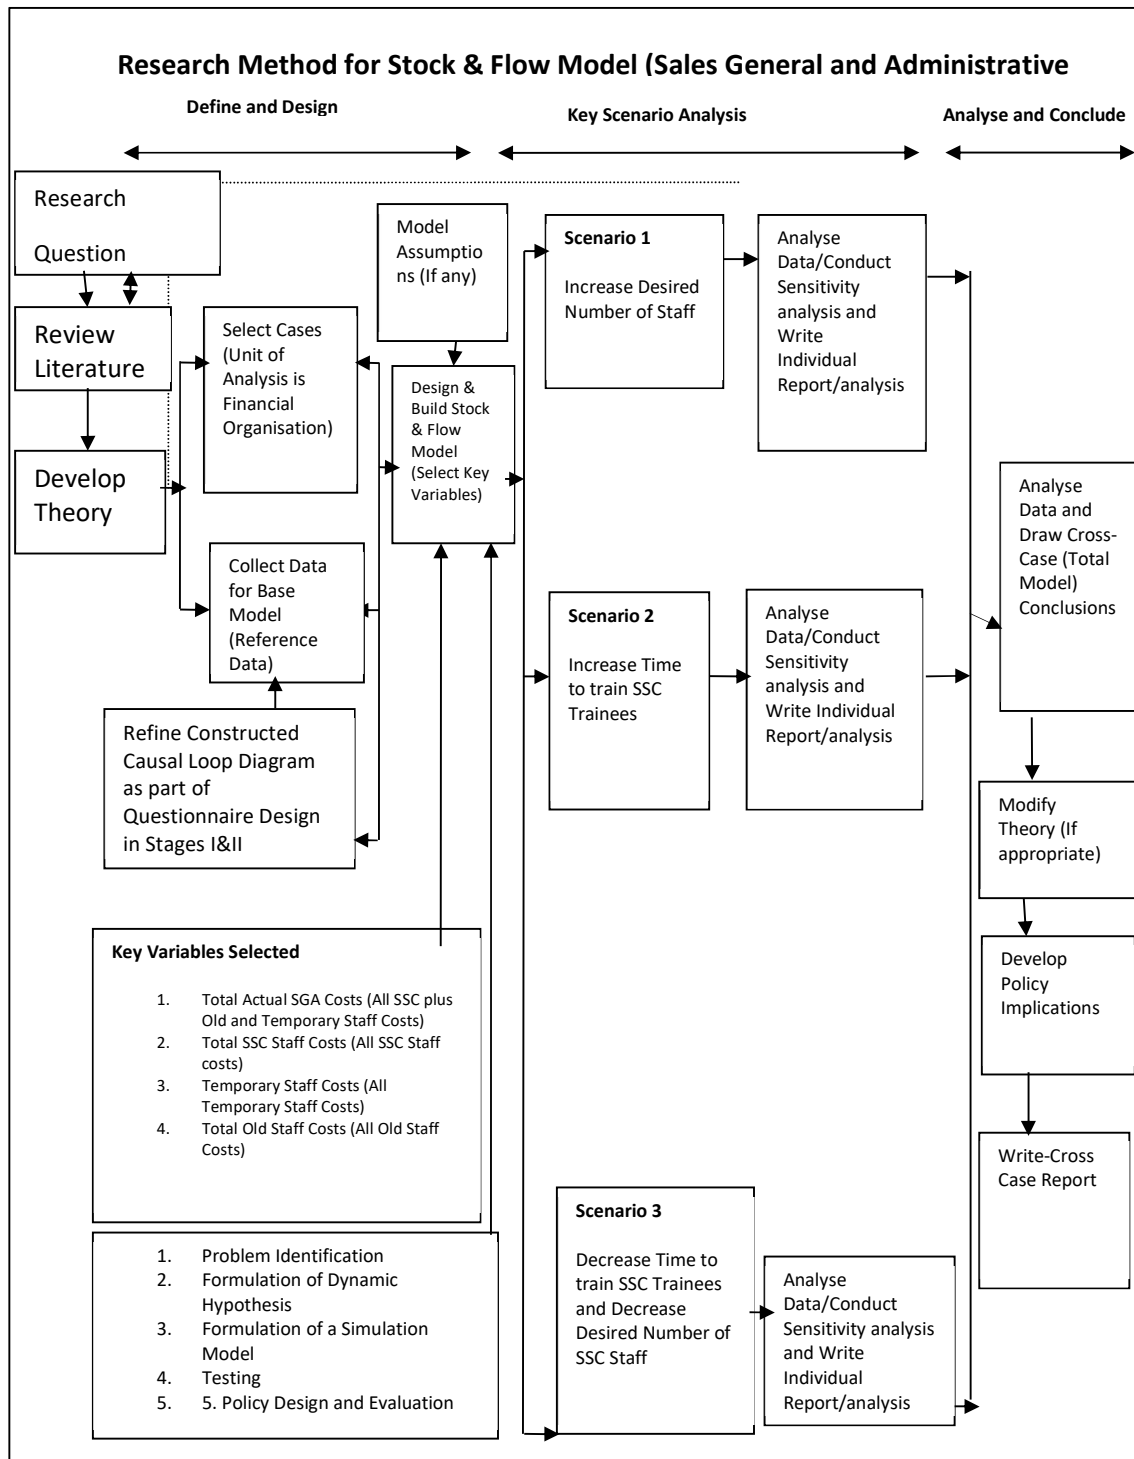 Research Method for Stock & Flow Model (Sales General and Administrative
Define and Design
Key Scenario Analysis
Analyse and Conclude
Research
Question
Review
Literature
Develop
Theory
Select Cases
(Unit of
Analysis is
Financial
Organisation)
Collect Data
for Base
Model
(Reference
Data)
Refine Constructed
Causal Loop Diagram
as part of
Questionnaire Design
in Stages I&II
Model
Assumptio
ns (If any)
Design &
Build Stock
& Flow
Model
(Select Key
Variables)
Key Variables Selected
1. Total Actual SGA Costs (All SSC plus
Old and Temporary Staff Costs)
2. Total SSC Staff Costs (All SSC Staff
costs)
3. Temporary Staff Costs (All
Temporary Staff Costs)
4. Total Old Staff Costs (All Old Staff
Costs)
1. Problem Identification
2. Formulation of Dynamic
Hypothesis
3. Formulation of a Simulation
Model
4. Testing
5. 5. Policy Design and Evaluation
Scenario 1
Increase Desired
Number of Staff
Analyse
Data/Conduct
Sensitivity
analysis and
Write
Individual
Report/analysis
Scenario 2
Increase Time
to train SSC
Trainees
Analyse
Data/Conduct
Sensitivity
analysis and
Write Individual
Report/analysis
Scenario 3
Decrease Time to
train SSC Trainees
and Decrease
Desired Number of
SSC Staff
Analyse
Data/Conduct
Sensitivity analysis
and Write
Individual
Report/analysis
Analyse
Data and
Draw Cross-
Case (Total
Model)
Conclusions
Modify
Theory (If
appropriate)
Develop
Policy
Implications
Write-Cross
Case Report